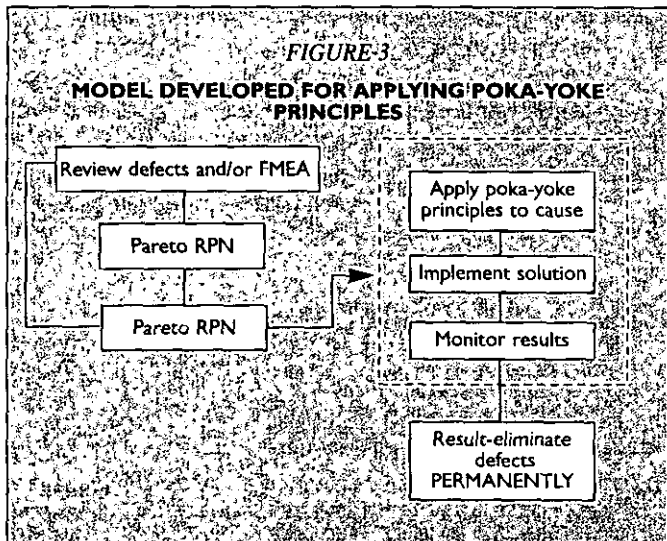 FIGURE 3
MODEL DEVELOPED FOR APPLYING POKA-YOKE
PRINCIPLES
Review defects and/or FMEA
Pareto RPN
Pareto RPN
Apply poka-yoke
principles to cause
Implement solution
Monitor results
Result-eliminate
defects
PERMANENTLY